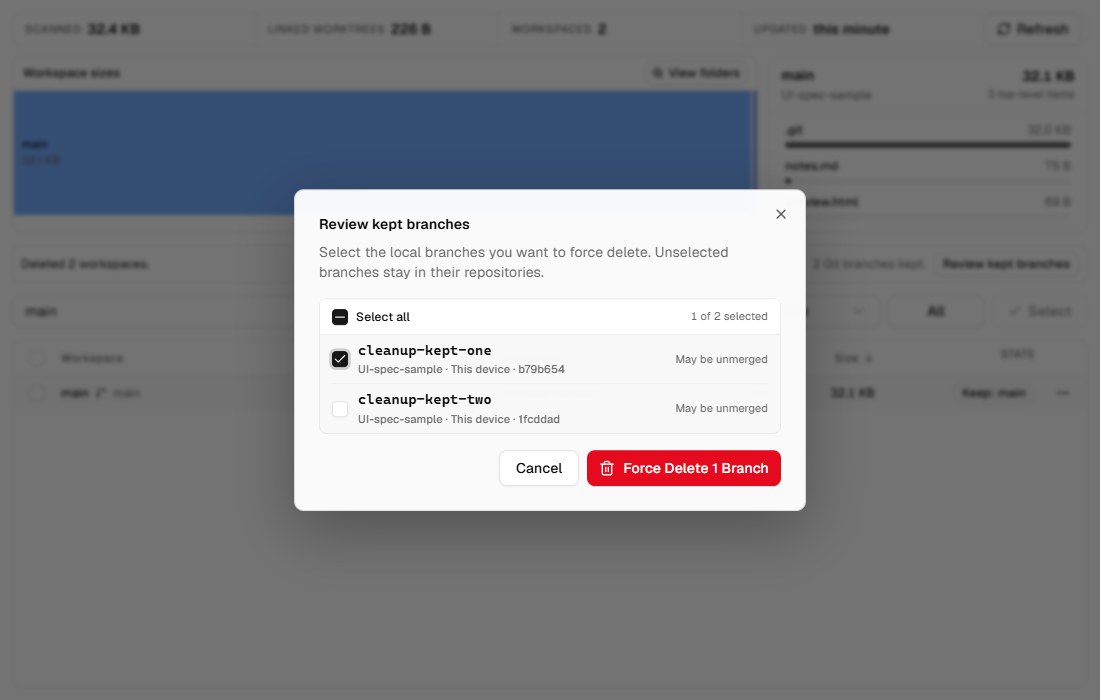 SCANNED 32.4 KB LINKED WORKTREES 226 B WORKSPACES 2 UPDATED this minute Refresh
Workspace sizes View folders
main 32.1 KB
UI-spec-sample 3 top-level items
main
.git 32.0 KB
notes.md 75 B
69 B
Review kept branches
Select the local branches you want to force delete. Unselected
branches stay in their repositories.
Deleted 2 workspaces. 2 Git branches kept. Review kept branches
Select all 1 of 2 selected
main All Select
cleanup-kept-one May be unmerged
UI-spec-sample · This device · b79b654
Workspace Size STATE
cleanup-kept-two May be unmerged
UI-spec-sample · This device · 1fcddad
main main 32.1 KB Keep: main
Cancel Force Delete 1 Branch